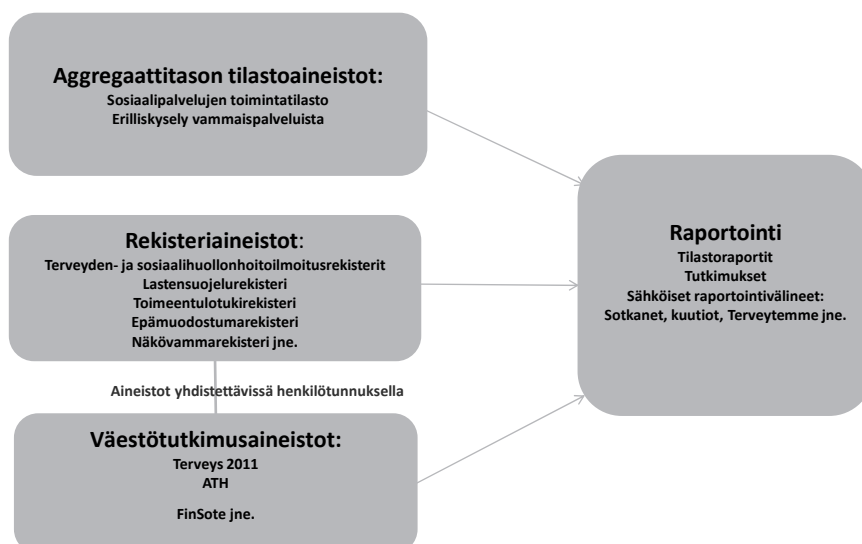 Aggregaattitason tilastoaineistot:
Sosiaalipalvelujen toimintatilasto
Erilliskysely vammaispalveluista
Rekisteriaineistot:
Terveyden- ja sosiaalihuollonhoitoilmoitusrekisterit
Lastensuojelurekisteri
Toimeentulotukirekisteri
Epämuodostumarekisteri
Näkövammarekisteri jne.
Aineistot yhdistettävissä henkilötunnuksella
Väestötutkimusaineistot:
Terveys 2011
ATH
FinSote jne.
Raportointi
Tilastoraportit
Tutkimukset
Sähköiset raportointivälineet:
Sotkanet, kuutiot, Terveytemme jne.